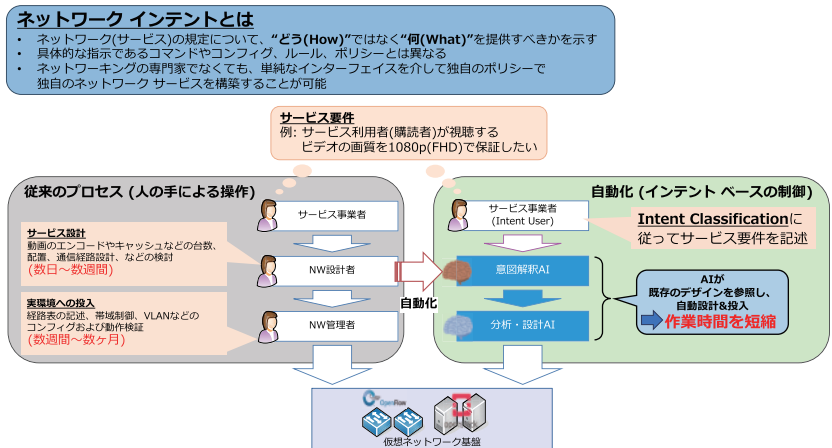 ネットワーク インテントとは
• ネットワーク(サービス)の規定について、“どう(How)”ではなく“何(What)”を提供すべきかを示す
• 具体的な指示であるコマンドやコンフィグ、ルール、ポリシーとは異なる
• ネットワーキングの専門家でなくても、単純なインターフェイスを介して独自のポリシーで
独自のネットワーク サービスを構築することが可能
サービス要件
例: サービス利用者(購読者)が視聴する
ビデオの画質を1080p(FHD)で保証したい
従来のプロセス (人の手による操作)
サービス事業者
サービス設計
動画のエンコードやキャッシュなどの台数、
配置、通信経路設計、などの検討
(数日～数週間)
NW設計者
実環境への投入
経路表の記述、帯域制御、VLANなどの
コンフィグおよび動作検証
(数週間～数ヶ月)
NW管理者
自動化
自動化 (インテント ベースの制御)
サービス事業者
(Intent User)
Intent Classificationに
従ってサービス要件を記述
意図解釈AI
分析・設計AI
AIが
既存のデザインを参照し、
自動設計&投入
作業時間を短縮
OpenFlow
仮想ネットワーク基盤